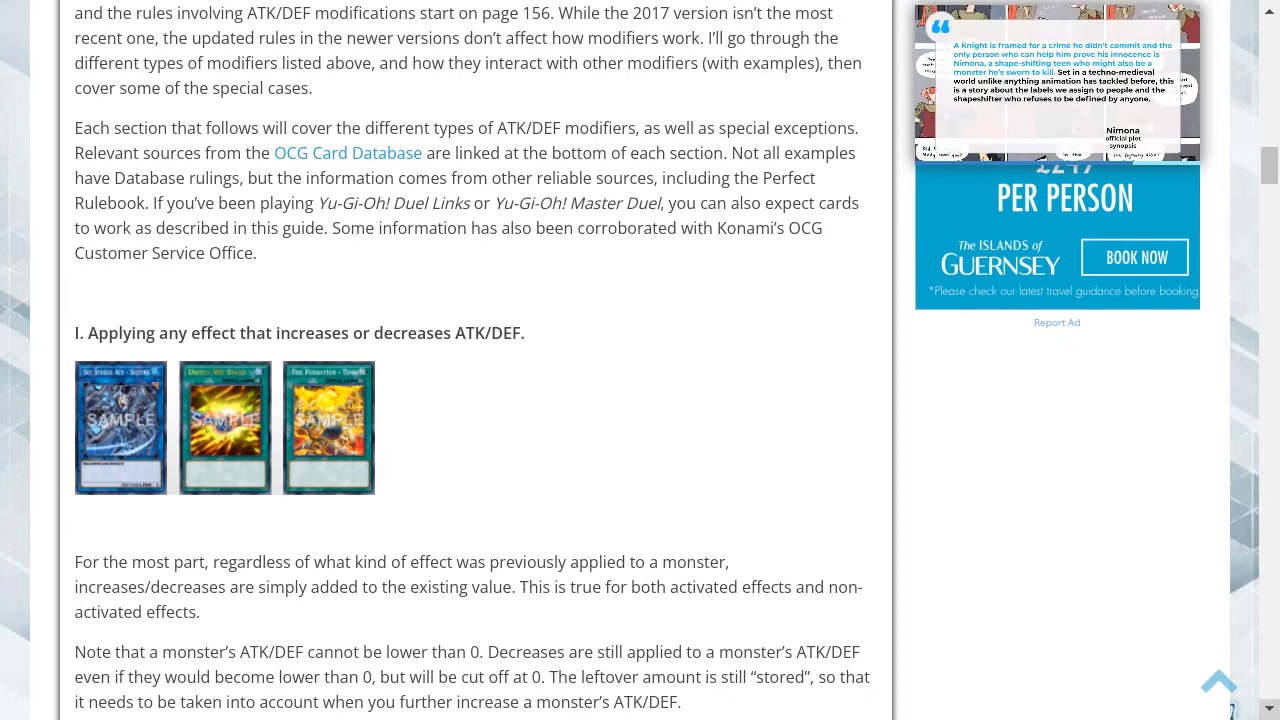 and the rules involving ATK/DEF modifications start on page 156. While the 2017 version isn’t the most
recent one, the updated rules in the newer versions don’t affect how modifiers work. I’ll go through the
different types of modifiers listed above, and how they interact with other modifiers (with examples), then
cover some of the special cases.
Each section that follows will cover the different types of ATK/DEF modifiers, as well as special exceptions.
Relevant sources from the OCG Card Database are linked at the bottom of each section. Not all examples
have Database rulings, but the information comes from other reliable sources, including the Perfect
Rulebook. If you’ve been playing Yu-Gi-Oh! Duel Links or Yu-Gi-Oh! Master Duel, you can also expect cards
to work as described in this guide. Some information has also been corroborated with Konami’s OCG
Customer Service Office.
I. Applying any effect that increases or decreases ATK/DEF.
SAMPLE
SAMPLE
SAMPLE
For the most part, regardless of what kind of effect was previously applied to a monster,
increases/decreases are simply added to the existing value. This is true for both activated effects and non-
activated effects.
Note that a monster’s ATK/DEF cannot be lower than 0. Decreases are still applied to a monster’s ATK/DEF
even if they would become lower than 0, but will be cut off at 0. The leftover amount is still “stored”, so that
it needs to be taken into account when you further increase a monster’s ATK/DEF.
A Knight is framed for a crime he didn't commit and the
only person who can help him prove his innocence is
Nimona, a shape-shifting teen who might also be a
monster he's sworn to kill. Set in a techno-medieval
world unlike anything animation has tackled before, this
is a story about the labels we assign to people and the
shapeshifter who refuses to be defined by anyone.
Nimona
official plot
synopsis
PER PERSON
The ISLANDS of
GUERNSEY
BOOK NOW
*Please check our latest travel guidance before booking
Report Ad